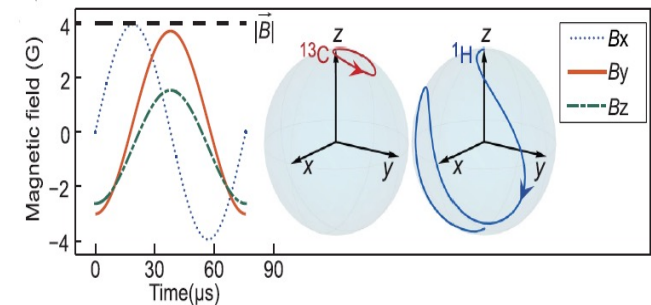 Magnetic field (G)
4
2
0
−2
−4
0 30 60 90
Time(µs)
|B⃗|
¹³C
z
x
y
¹H
z
x
y
Bx
By
Bz